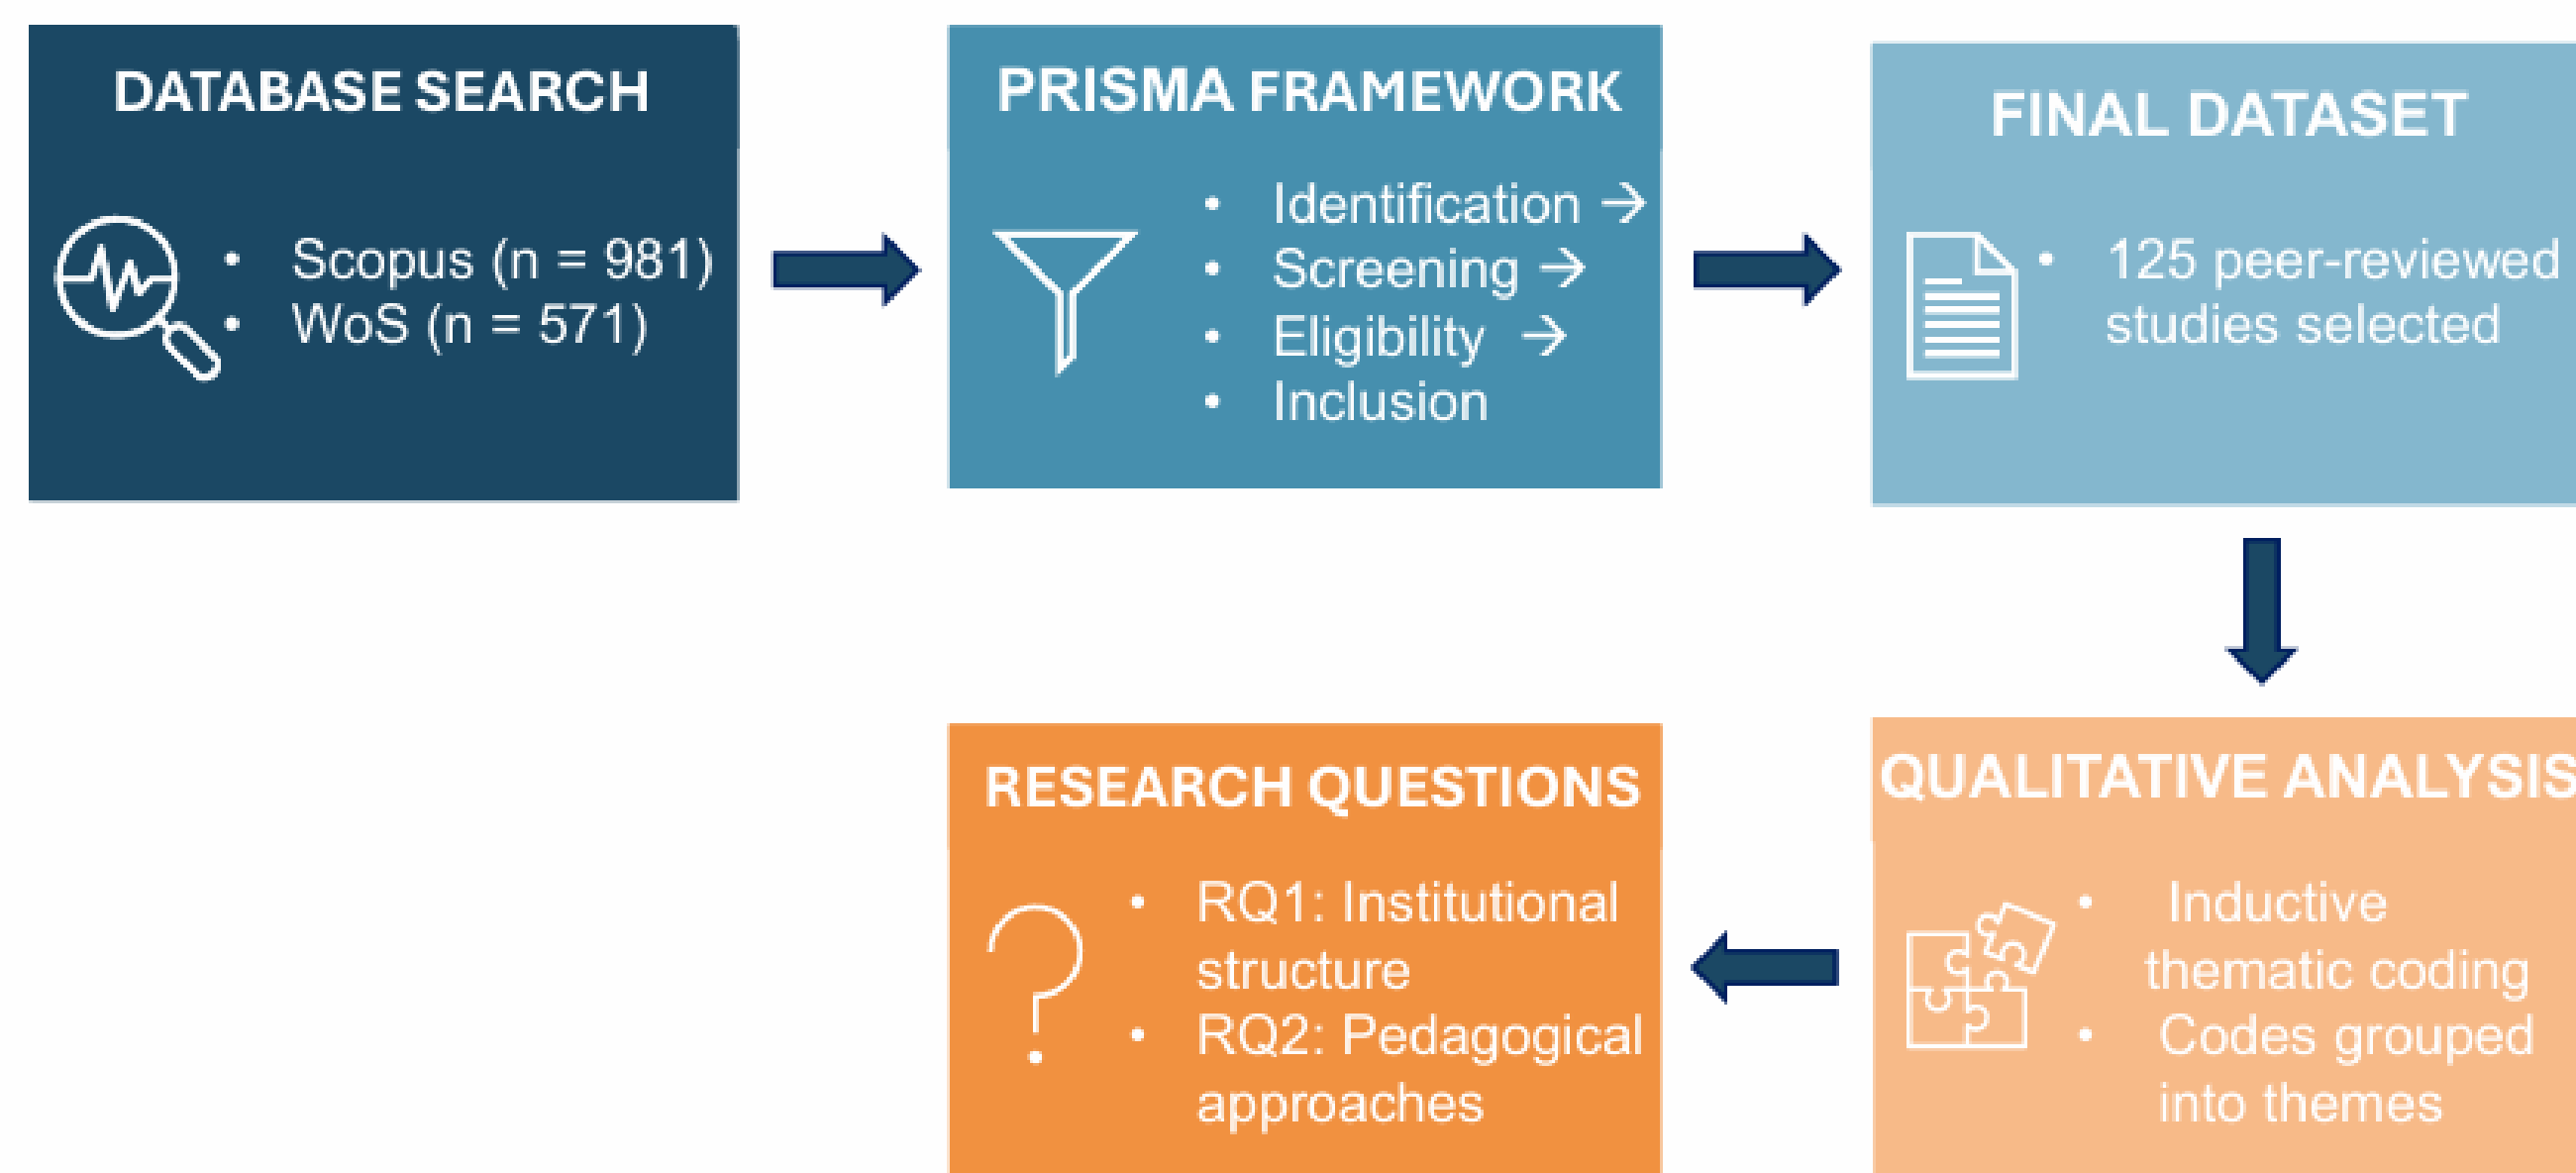 DATABASE SEARCH
• Scopus (n = 981)
• WoS (n = 571)
PRISMA FRAMEWORK
• Identification →
• Screening →
• Eligibility →
• Inclusion
FINAL DATASET
• 125 peer-reviewed
studies selected
QUALITATIVE ANALYSIS
• Inductive
thematic coding
• Codes grouped
into themes
RESEARCH QUESTIONS
• RQ1: Institutional
structure
• RQ2: Pedagogical
approaches